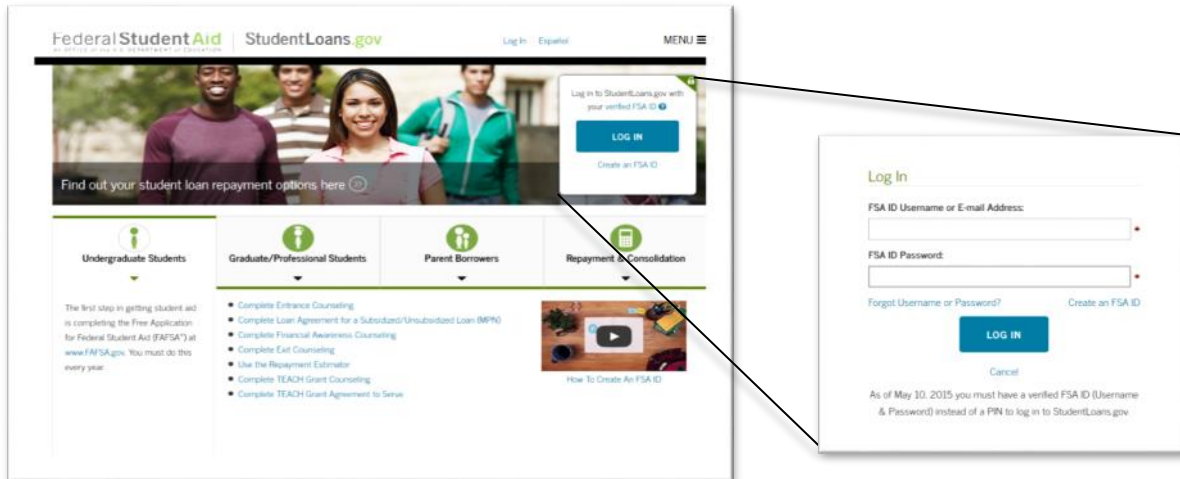 Federal Student Aid | StudentLoans.gov
AN OFFICE of the U.S. DEPARTMENT of EDUCATION
Log In Español
MENU
Log in to StudentLoans.gov with
your verified FSA ID
LOG IN
Create an FSA ID
Find out your student loan repayment options here
Undergraduate Students
Graduate/Professional Students
Parent Borrowers
Repayment & Consolidation
The first step in getting student aid
is completing the Free Application
for Federal Student Aid (FAFSA®) at
www.FAFSA.gov. You must do this
every year.
Complete Entrance Counseling
Complete Loan Agreement for a Subsidized/Unsubsidized Loan (MPN)
Complete Financial Awareness Counseling
Complete Exit Counseling
Use the Repayment Estimator
Complete TEACH Grant Counseling
Complete TEACH Grant Agreement to Serve
How To Create An FSA ID
Log In
FSA ID Username or E-mail Address:
FSA ID Password:
Forgot Username or Password? Create an FSA ID
LOG IN
Cancel
As of May 10, 2015 you must have a verified FSA ID (Username
& Password) instead of a PIN to log in to StudentLoans.gov.